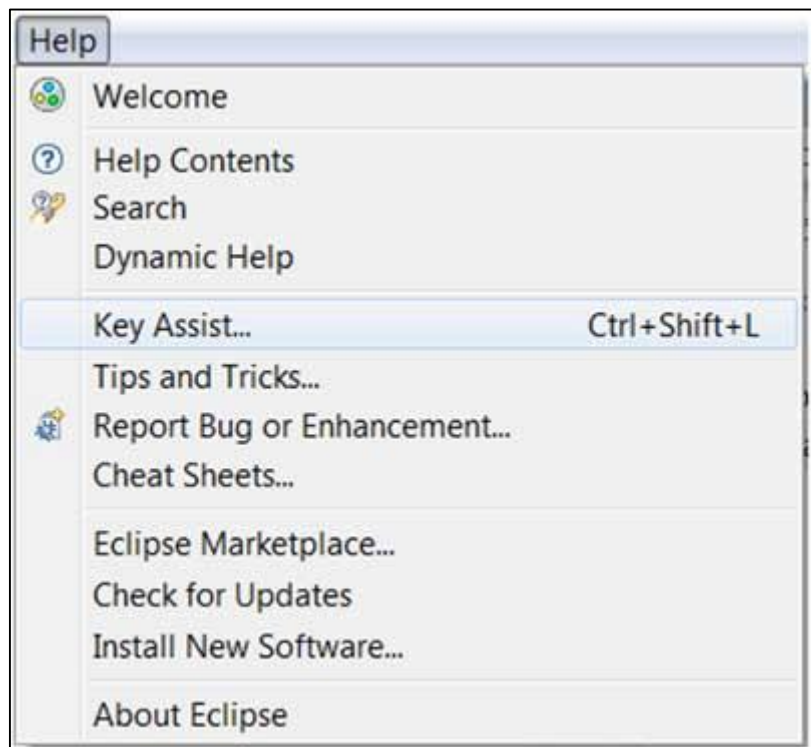 Help
Welcome
Help Contents
Search
Dynamic Help
Key Assist... Ctrl+Shift+L
Tips and Tricks...
Report Bug or Enhancement...
Cheat Sheets...
Eclipse Marketplace...
Check for Updates
Install New Software...
About Eclipse